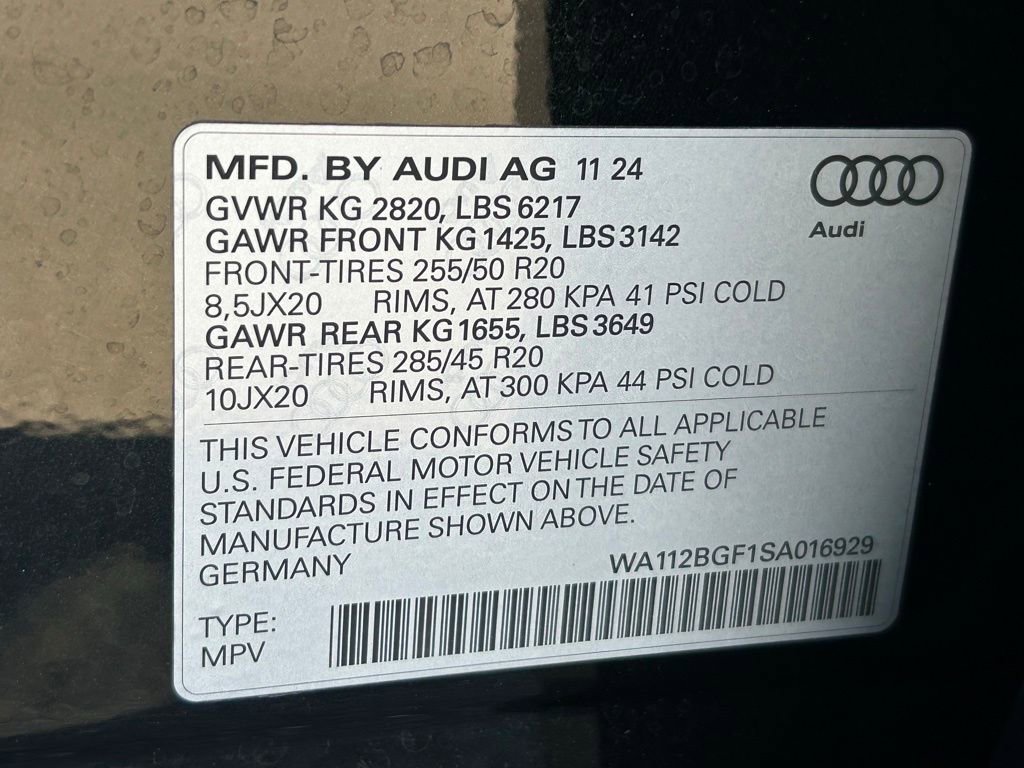 MFD. BY AUDI AG 11 24
GVWR KG 2820, LBS 6217
GAWR FRONT KG 1425, LBS 3142
FRONT-TIRES 255/50 R20
8,5JX20 RIMS, AT 280 KPA 41 PSI COLD
GAWR REAR KG 1655, LBS 3649
REAR-TIRES 285/45 R20
10JX20 RIMS, AT 300 KPA 44 PSI COLD
Audi
THIS VEHICLE CONFORMS TO ALL APPLICABLE
U.S. FEDERAL MOTOR VEHICLE SAFETY
STANDARDS IN EFFECT ON THE DATE OF
MANUFACTURE SHOWN ABOVE.
GERMANY
WA112BGF1SA016929
TYPE:
MPV